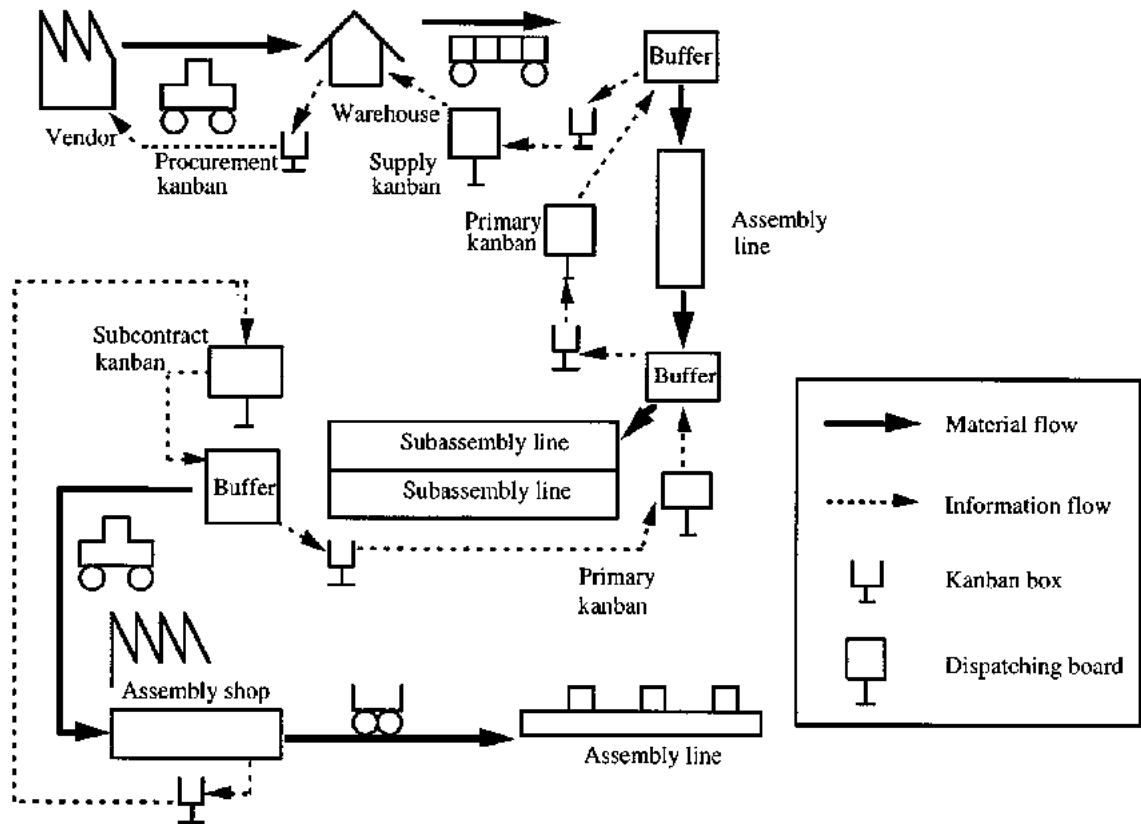 Buffer
Vendor
Warehouse
Procurement
kanban
Supply
kanban
Primary
kanban
Assembly
line
Subcontract
kanban
Buffer
Subassembly line
Subassembly line
Buffer
Primary
kanban
Assembly shop
Assembly line
Material flow
Information flow
Kanban box
Dispatching board